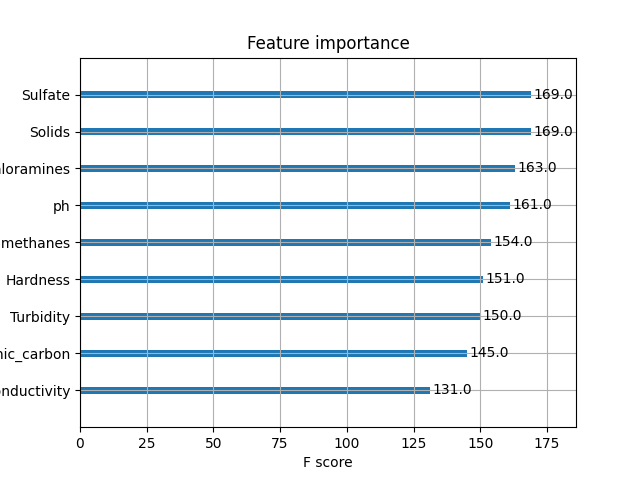 Feature importance
Sulfate 169.0
Solids 169.0
loramines 163.0
ph 161.0
methanes 154.0
Hardness 151.0
Turbidity 150.0
nic_carbon 145.0
onductivity 131.0
0 25 50 75 100 125 150 175
F score